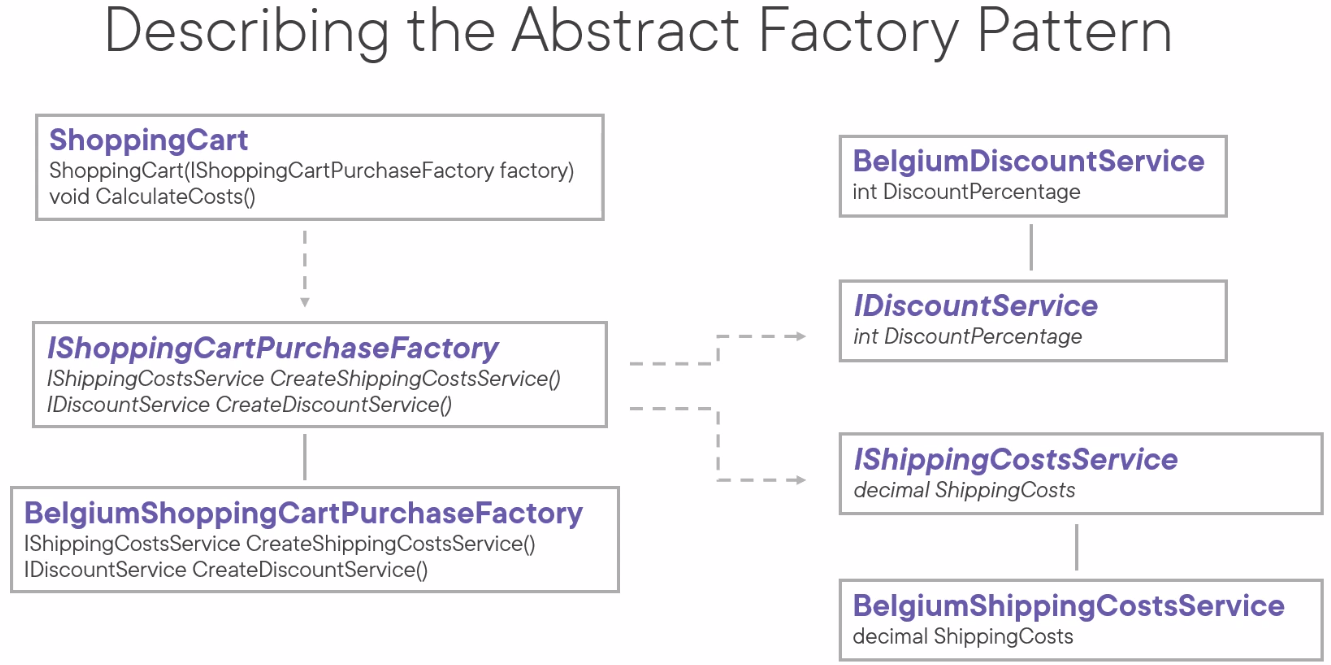 Describing the Abstract Factory Pattern
ShoppingCart
ShoppingCart(IShoppingCartPurchaseFactory factory)
void CalculateCosts()
IShoppingCartPurchaseFactory
IShippingCostsService CreateShippingCostsService()
IDiscountService CreateDiscountService()
BelgiumShoppingCartPurchaseFactory
IShippingCostsService CreateShippingCostsService()
IDiscountService CreateDiscountService()
BelgiumDiscountService
int DiscountPercentage
IDiscountService
int DiscountPercentage
IShippingCostsService
decimal ShippingCosts
BelgiumShippingCostsService
decimal ShippingCosts